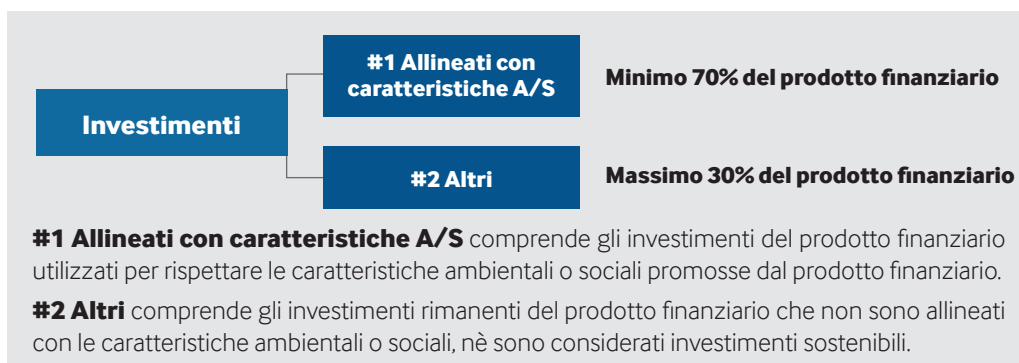 #1 Allineati con
caratteristiche A/S
Minimo 70% del prodotto finanziario
Investimenti
#2 Altri
Massimo 30% del prodotto finanziario
#1 Allineati con caratteristiche A/S comprende gli investimenti del prodotto finanziario
utilizzati per rispettare le caratteristiche ambientali o sociali promosse dal prodotto finanziario.
#2 Altri comprende gli investimenti rimanenti del prodotto finanziario che non sono allineati
con le caratteristiche ambientali o sociali, nè sono considerati investimenti sostenibili.